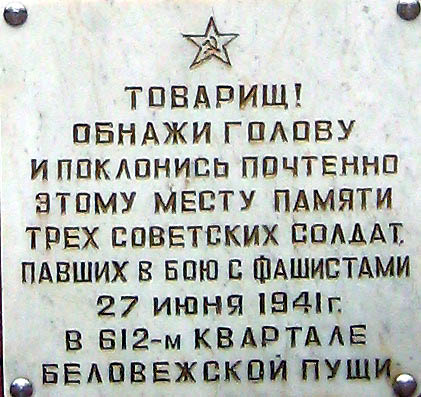 ТОВАРИЩ!
ОБНАЖИ ГОЛОВУ
И ПОКЛОНИСЬ ПОЧТЕННО
ЭТОМУ МЕСТУ ПАМЯТИ
ТРЕХ СОВЕТСКИХ СОЛДАТ,
ПАВШИХ В БОЮ С ФАШИСТАМИ
27 ИЮНЯ 1941г.
В 612-м КВАРТАЛЕ
БЕЛОВЕЖСКОЙ ПУЩИ